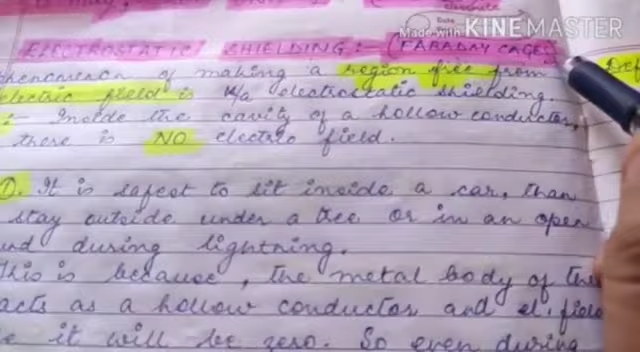 Made with KINEMASTER
ELECTROSTATIC SHIELDING :- (FARADAY CAGE)
phenomenon of making a region free from
electric field is k/a electrostatic shielding.
:- Inside the cavity of a hollow conductor,
there is NO electric field.
It is safest to sit inside a car, than
stay outside under a tree or in an open
during lightning.
This is because, the metal body of the
acts as a hollow conductor and el. field
it will be zero. So even during